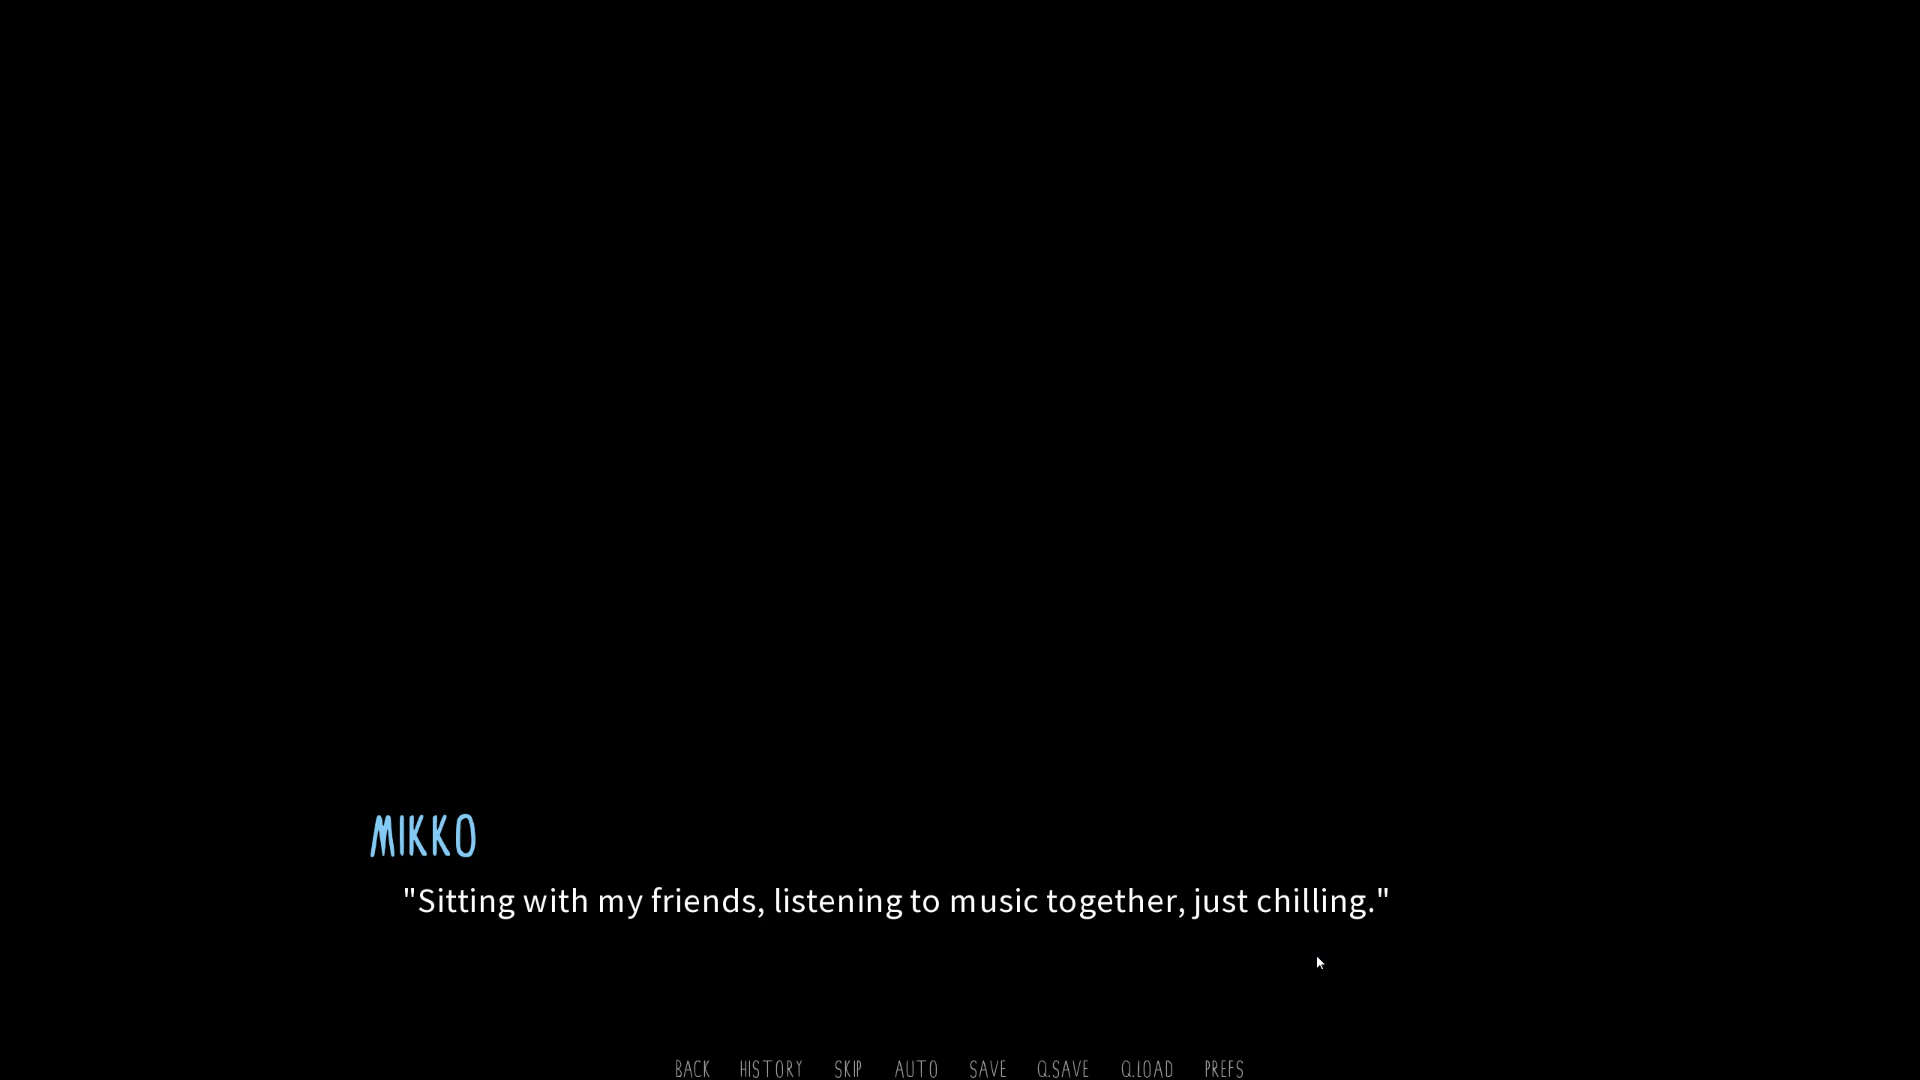 MIKKO
"Sitting with my friends, listening to music together, just chilling."
BACK HISTORY SKIP AUTO SAVE Q.SAVE Q.LOAD PREFS